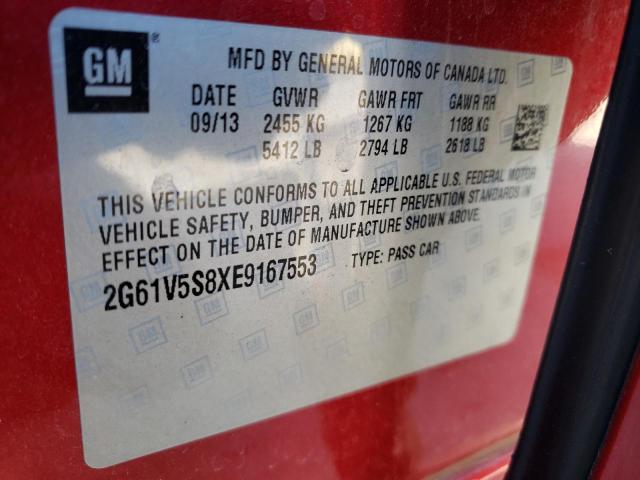 GM
MFD BY GENERAL MOTORS OF CANADA LTD.
DATE GVWR GAWR FRT GAWR RR
09/13 2455 KG 1267 KG 1188 KG
5412 LB 2794 LB 2618 LB
THIS VEHICLE CONFORMS TO ALL APPLICABLE U.S. FEDERAL MOTOR
VEHICLE SAFETY, BUMPER, AND THEFT PREVENTION STANDARDS IN
EFFECT ON THE DATE OF MANUFACTURE SHOWN ABOVE.
2G61V5S8XE9167553 TYPE: PASS CAR